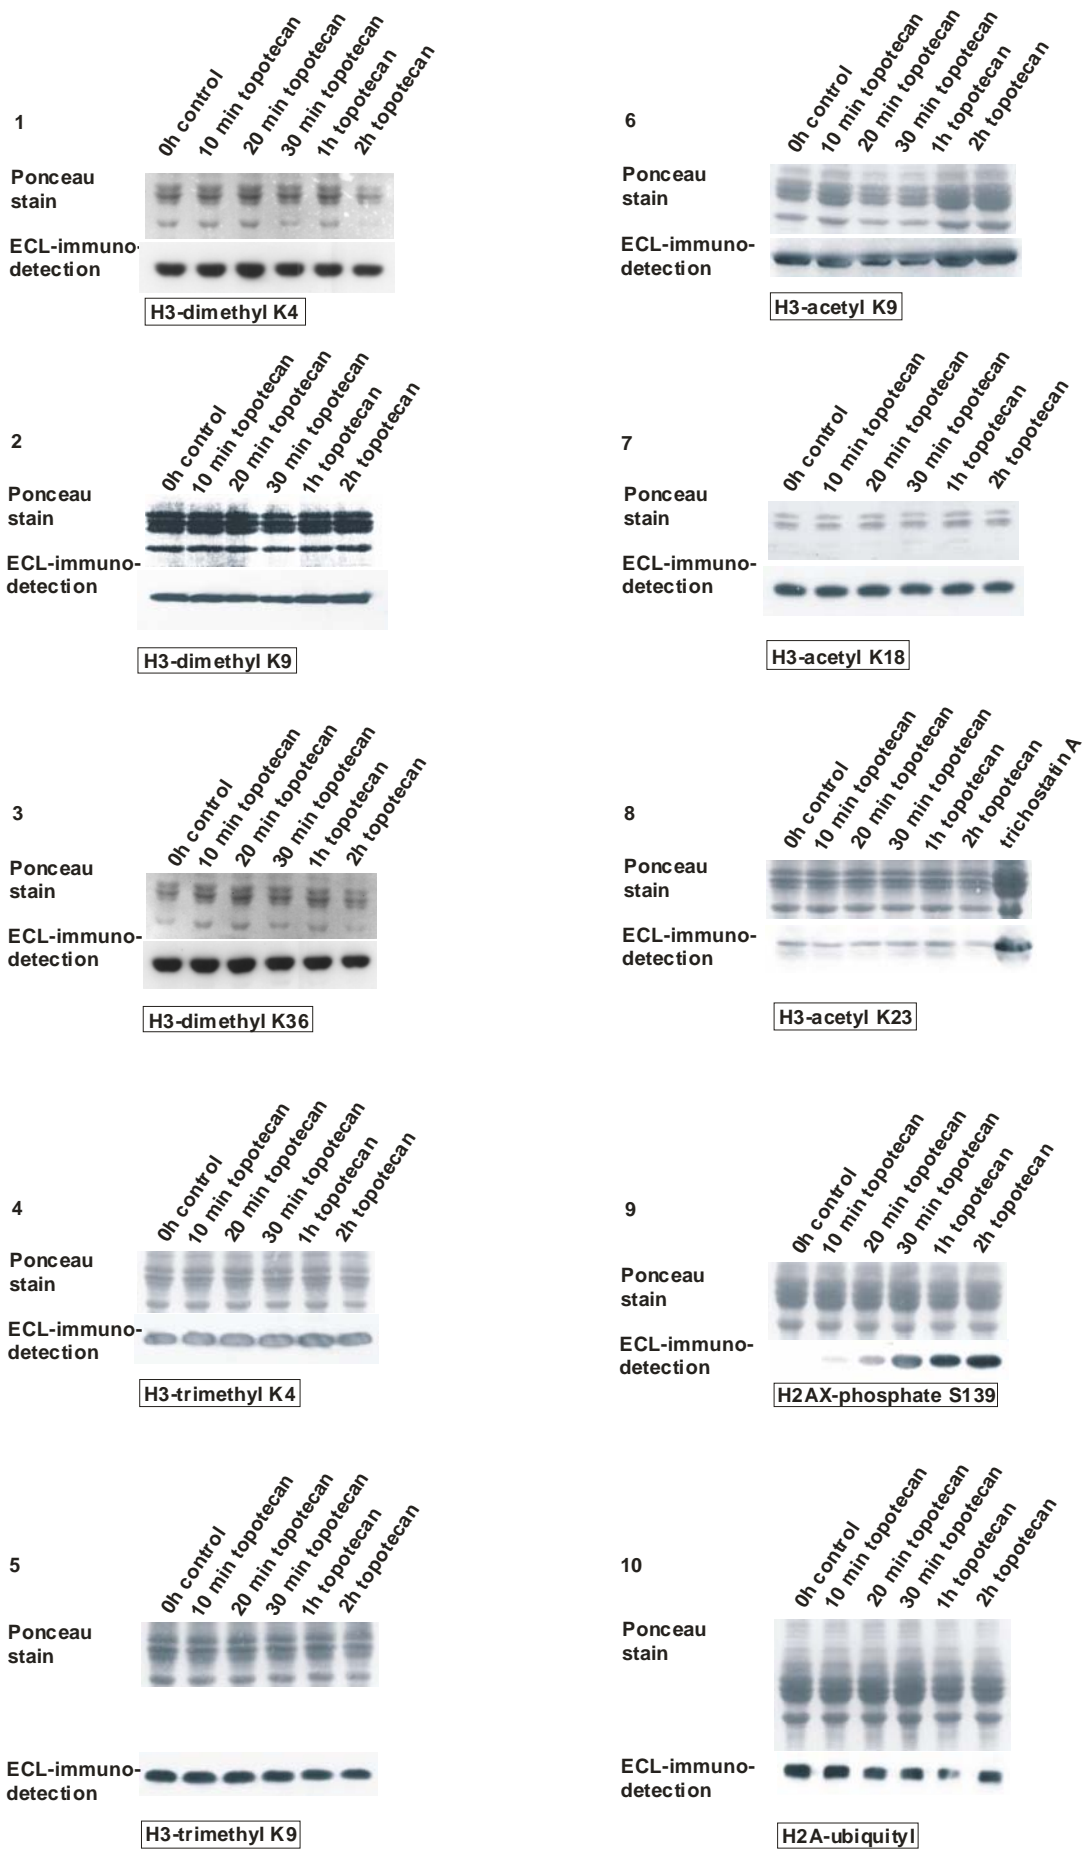 1
0h control
10 min topotecan
20 min topotecan
30 min topotecan
1h topotecan
2h topotecan
Ponceau
stain
ECL-immuno-
detection
H3-dimethyl K4
2
0h control
10 min topotecan
20 min topotecan
30 min topotecan
1h topotecan
2h topotecan
Ponceau
stain
ECL-immuno-
detection
H3-dimethyl K9
3
0h control
10 min topotecan
20 min topotecan
30 min topotecan
1h topotecan
2h topotecan
Ponceau
stain
ECL-immuno-
detection
H3-dimethyl K36
4
0h control
10 min topotecan
20 min topotecan
30 min topotecan
1h topotecan
2h topotecan
Ponceau
stain
ECL-immuno-
detection
H3-trimethyl K4
5
0h control
10 min topotecan
20 min topotecan
30 min topotecan
1h topotecan
2h topotecan
Ponceau
stain
ECL-immuno-
detection
H3-trimethyl K9
6
0h control
10 min topotecan
20 min topotecan
30 min topotecan
1h topotecan
2h topotecan
Ponceau
stain
ECL-immuno-
detection
H3-acetyl K9
7
0h control
10 min topotecan
20 min topotecan
30 min topotecan
1h topotecan
2h topotecan
Ponceau
stain
ECL-immuno-
detection
H3-acetyl K18
8
0h control
10 min topotecan
20 min topotecan
30 min topotecan
1h topotecan
2h topotecan
trichostatin A
Ponceau
stain
ECL-immuno-
detection
H3-acetyl K23
9
0h control
10 min topotecan
20 min topotecan
30 min topotecan
1h topotecan
2h topotecan
Ponceau
stain
ECL-immuno-
detection
H2AX-phosphate S139
10
0h control
10 min topotecan
20 min topotecan
30 min topotecan
1h topotecan
2h topotecan
Ponceau
stain
ECL-immuno-
detection
H2A-ubiquityl